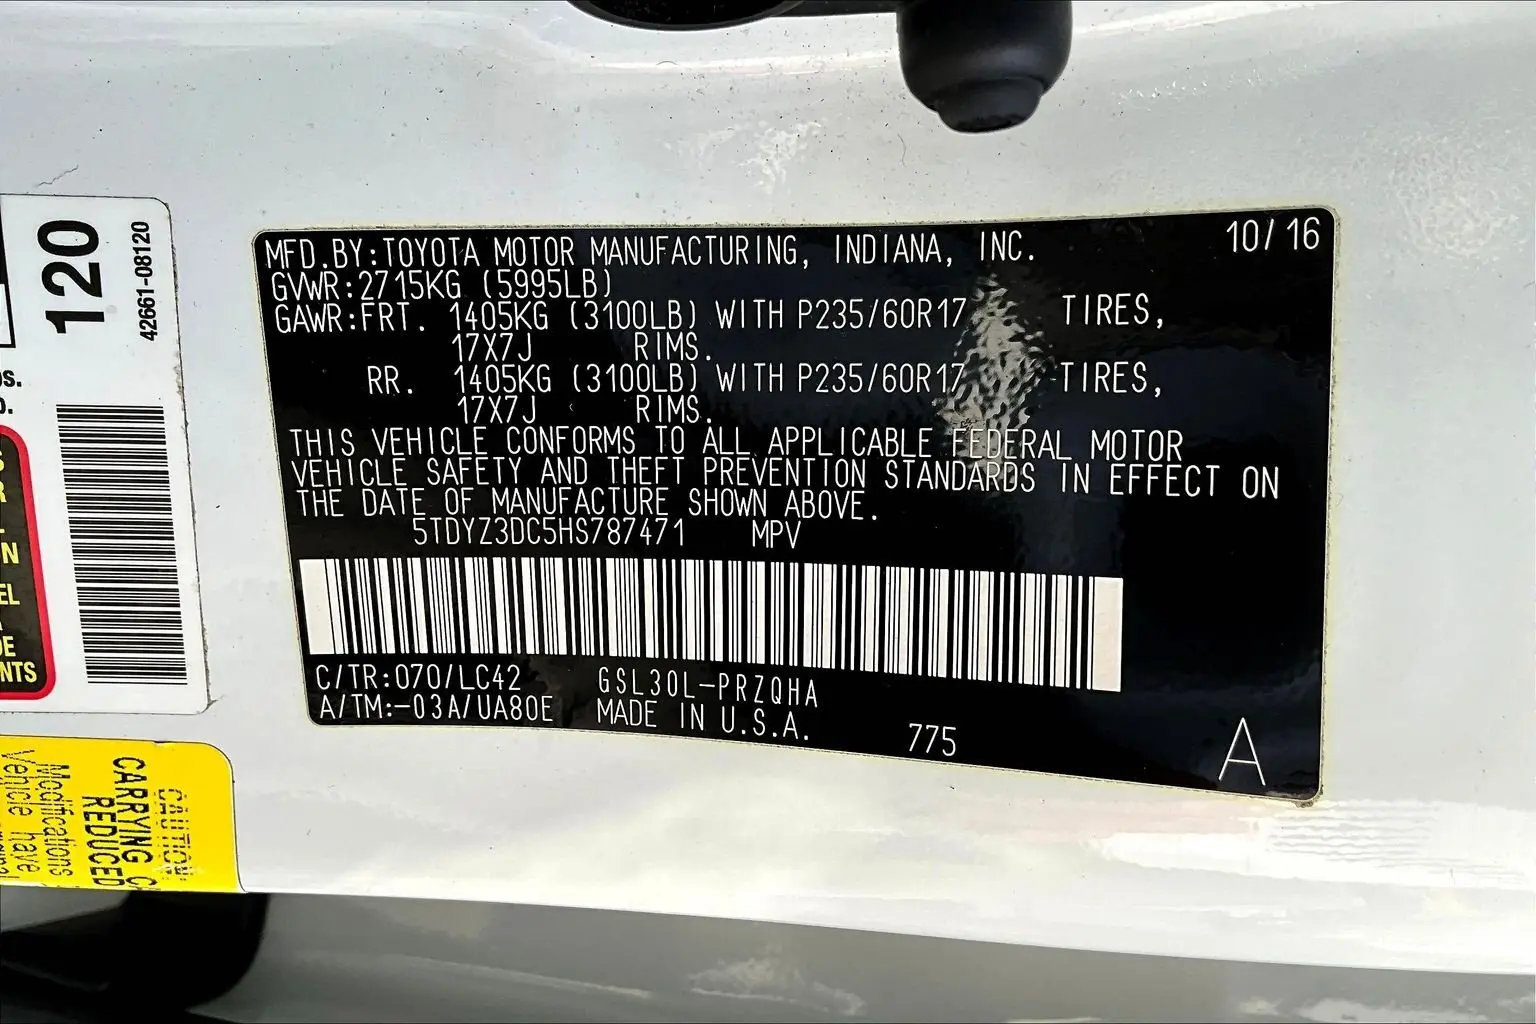 MFD.BY:TOYOTA MOTOR MANUFACTURING, INDIANA, INC. 10/16
GVWR:2715KG (5995LB)
GAWR:FRT. 1405KG (3100LB) WITH P235/60R17 TIRES,
17X7J RIMS.
RR. 1405KG (3100LB) WITH P235/60R17 TIRES,
17X7J RIMS.
THIS VEHICLE CONFORMS TO ALL APPLICABLE FEDERAL MOTOR
VEHICLE SAFETY AND THEFT PREVENTION STANDARDS IN EFFECT ON
THE DATE OF MANUFACTURE SHOWN ABOVE.
5TDYZ3DC5HS787471 MPV
C/TR:070/LC42 GSL30L-PRZQHA
A/TM:-03A/UA80E MADE IN U.S.A. 775 A
120
42661-08120
CAUTION:
CARRYING
REDUCED
Modifications
Vehicle have